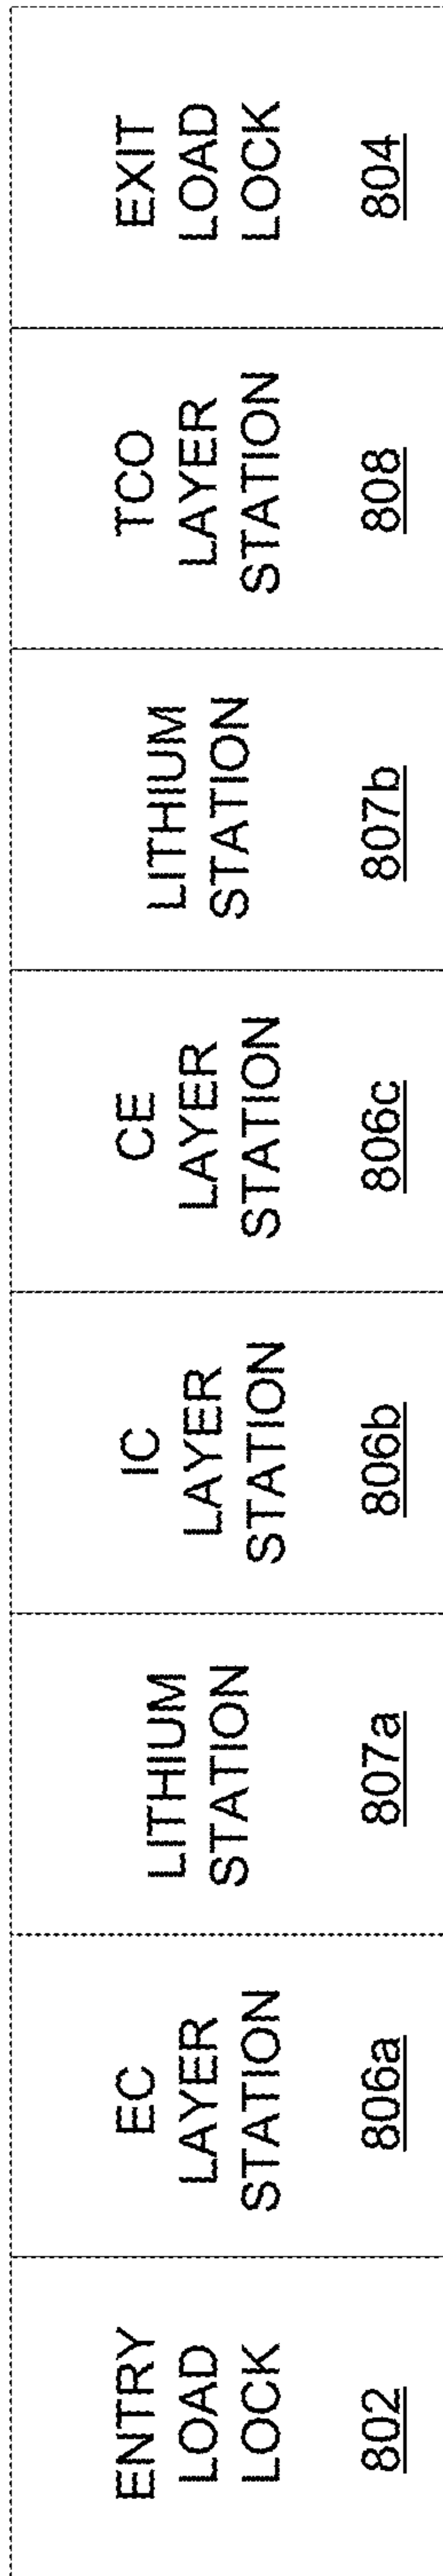 ENTRY
LOAD
LOCK
802
EC
LAYER
STATION
806a
LITHIUM
STATION
807a
IC
LAYER
STATION
806b
CE
LAYER
STATION
806c
LITHIUM
STATION
807b
TCO
LAYER
STATION
808
EXIT
LOAD
LOCK
804